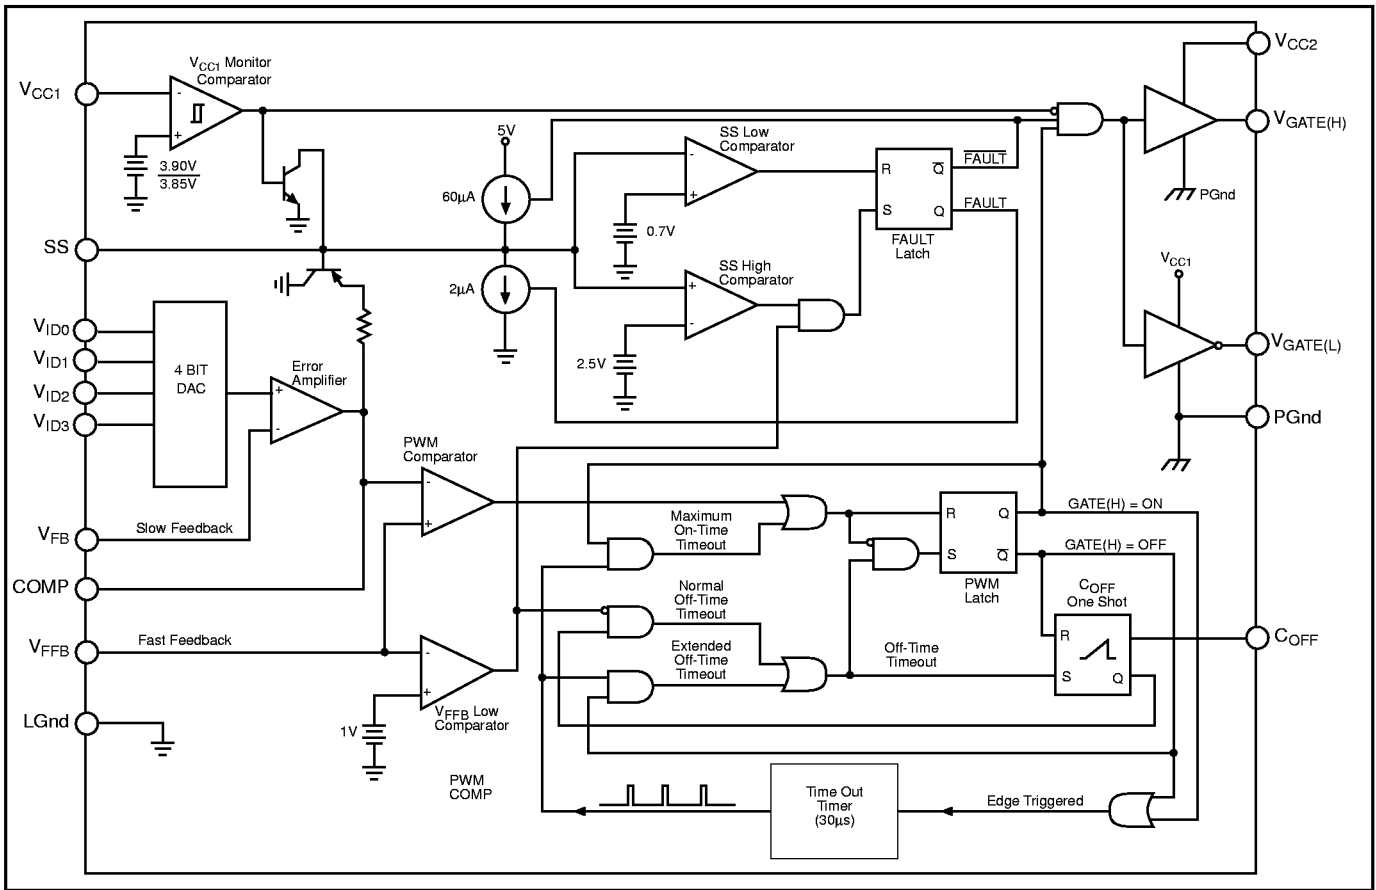 VCC1
VCC1 Monitor
Comparator
-
+
3.90V
3.85V
5V
60µA
SS Low
Comparator
-
+
0.7V
R
Q
S
Q
FAULT
FAULT
FAULT
Latch
VCC2
VGATE(H)
PGnd
SS
2µA
SS High
Comparator
+
-
2.5V
VCC1
VGATE(L)
PGnd
VID0
VID1
VID2
VID3
4 BIT
DAC
Error
Amplifier
+
-
PWM
Comparator
-
+
VFB
Slow Feedback
COMP
VFFB
Fast Feedback
LGnd
-
+
VFFB Low
Comparator
1V
PWM
COMP
Maximum
On-Time
Timeout
Normal
Off-Time
Timeout
Extended
Off-Time
Timeout
R
Q
S
Q
PWM
Latch
GATE(H) = ON
GATE(H) = OFF
COFF
One Shot
R
S
Q
COFF
Off-Time
Timeout
Time Out
Timer
(30µs)
Edge Triggered